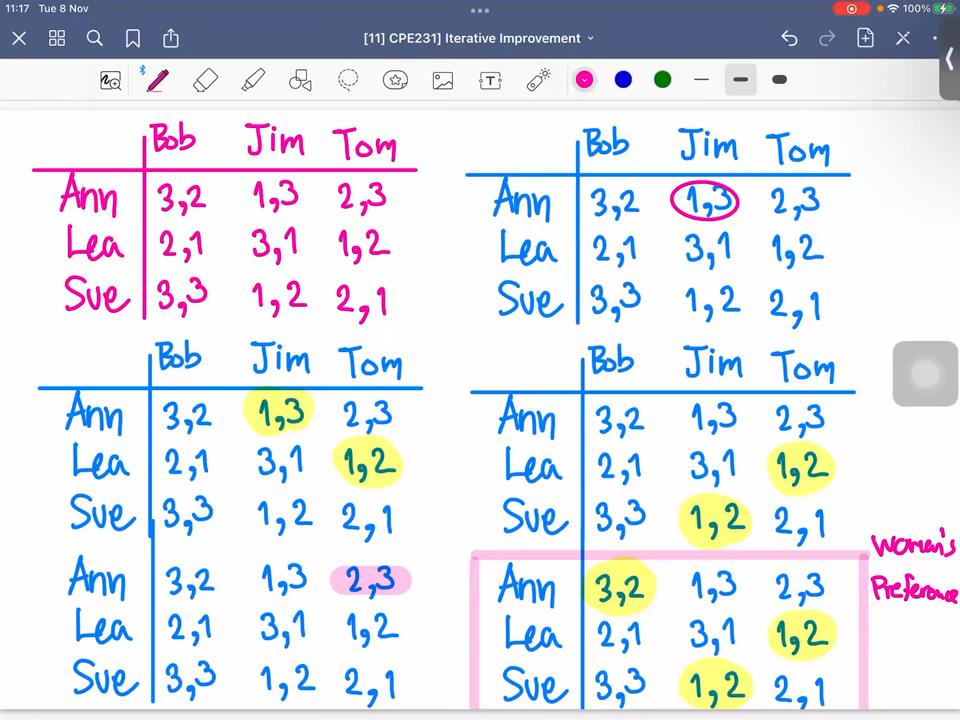 11:17 Tue 8 Nov
100%
[11] CPE231] Iterative Improvement
Bob Jim Tom
Ann 3,2 1,3 2,3
Lea 2,1 3,1 1,2
Sue 3,3 1,2 2,1
Bob Jim Tom
Ann 3,2 1,3 2,3
Lea 2,1 3,1 1,2
Sue 3,3 1,2 2,1
Bob Jim Tom
Ann 3,2 1,3 2,3
Lea 2,1 3,1 1,2
Sue 3,3 1,2 2,1
Ann 3,2 1,3 2,3
Lea 2,1 3,1 1,2
Sue 3,3 1,2 2,1
Bob Jim Tom
Ann 3,2 1,3 2,3
Lea 2,1 3,1 1,2
Sue 3,3 1,2 2,1
Ann 3,2 1,3 2,3
Lea 2,1 3,1 1,2
Sue 3,3 1,2 2,1
Woman's
Preference